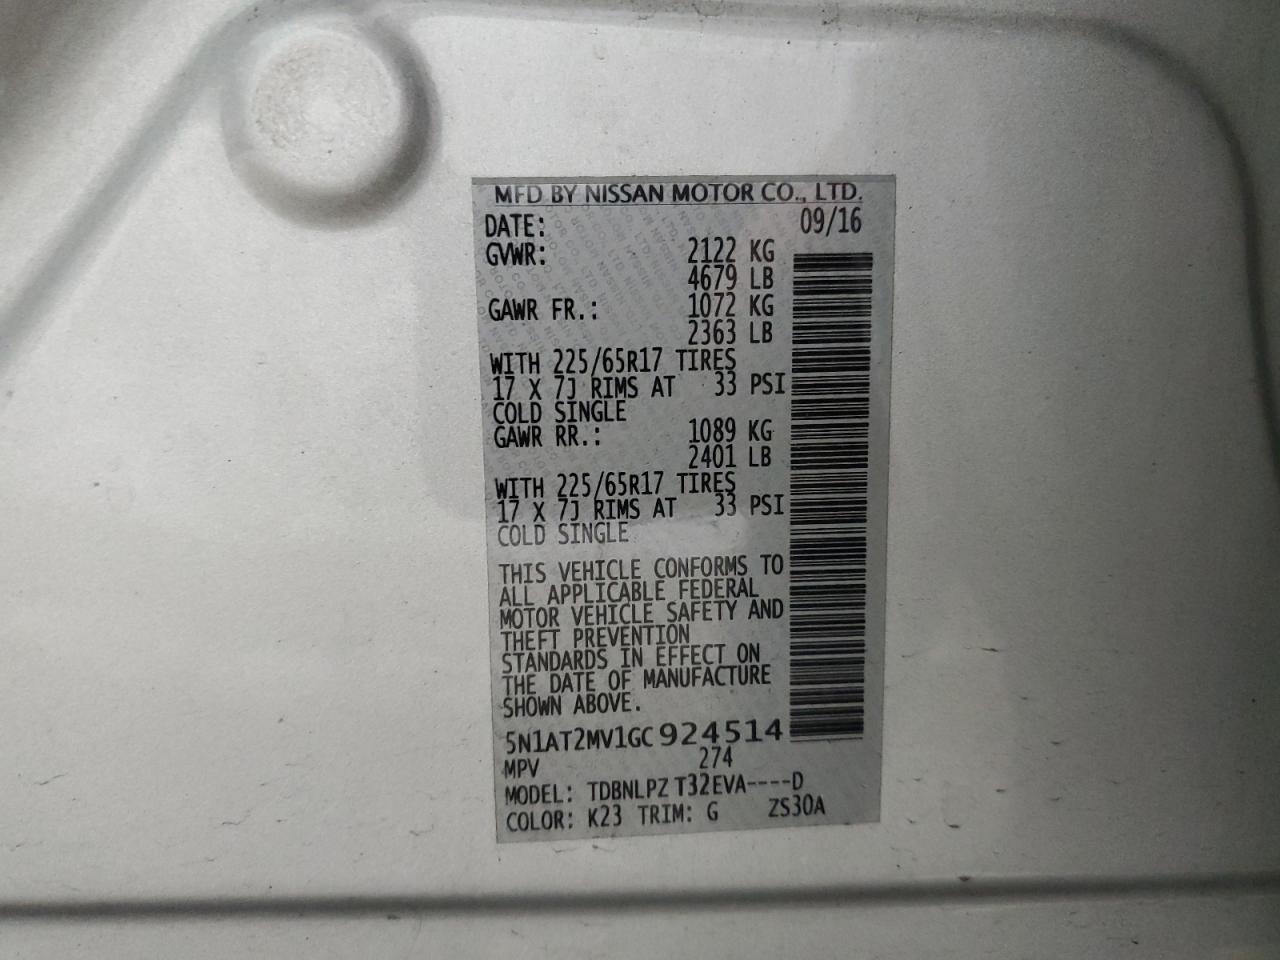 MFD BY NISSAN MOTOR CO., LTD.
DATE: 09/16
GVWR: 2122 KG
4679 LB
GAWR FR.: 1072 KG
2363 LB
WITH 225/65R17 TIRES
17 X 7J RIMS AT 33 PSI
COLD SINGLE
GAWR RR.: 1089 KG
2401 LB
WITH 225/65R17 TIRES
17 X 7J RIMS AT 33 PSI
COLD SINGLE
THIS VEHICLE CONFORMS TO
ALL APPLICABLE FEDERAL
MOTOR VEHICLE SAFETY AND
THEFT PREVENTION
STANDARDS IN EFFECT ON
THE DATE OF MANUFACTURE
SHOWN ABOVE.
5N1AT2MV1GC924514
MPV 274
MODEL: TDBNLPZ T32EVA----D
COLOR: K23 TRIM: G ZS30A